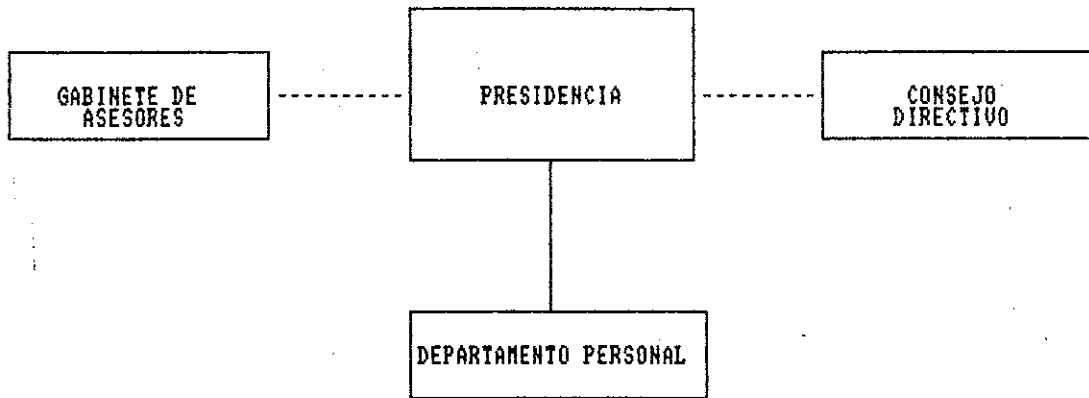 GABINETE DE
ASESORES
PRESIDENCIA
CONSEJO
DIRECTIVO
DEPARTAMENTO PERSONAL